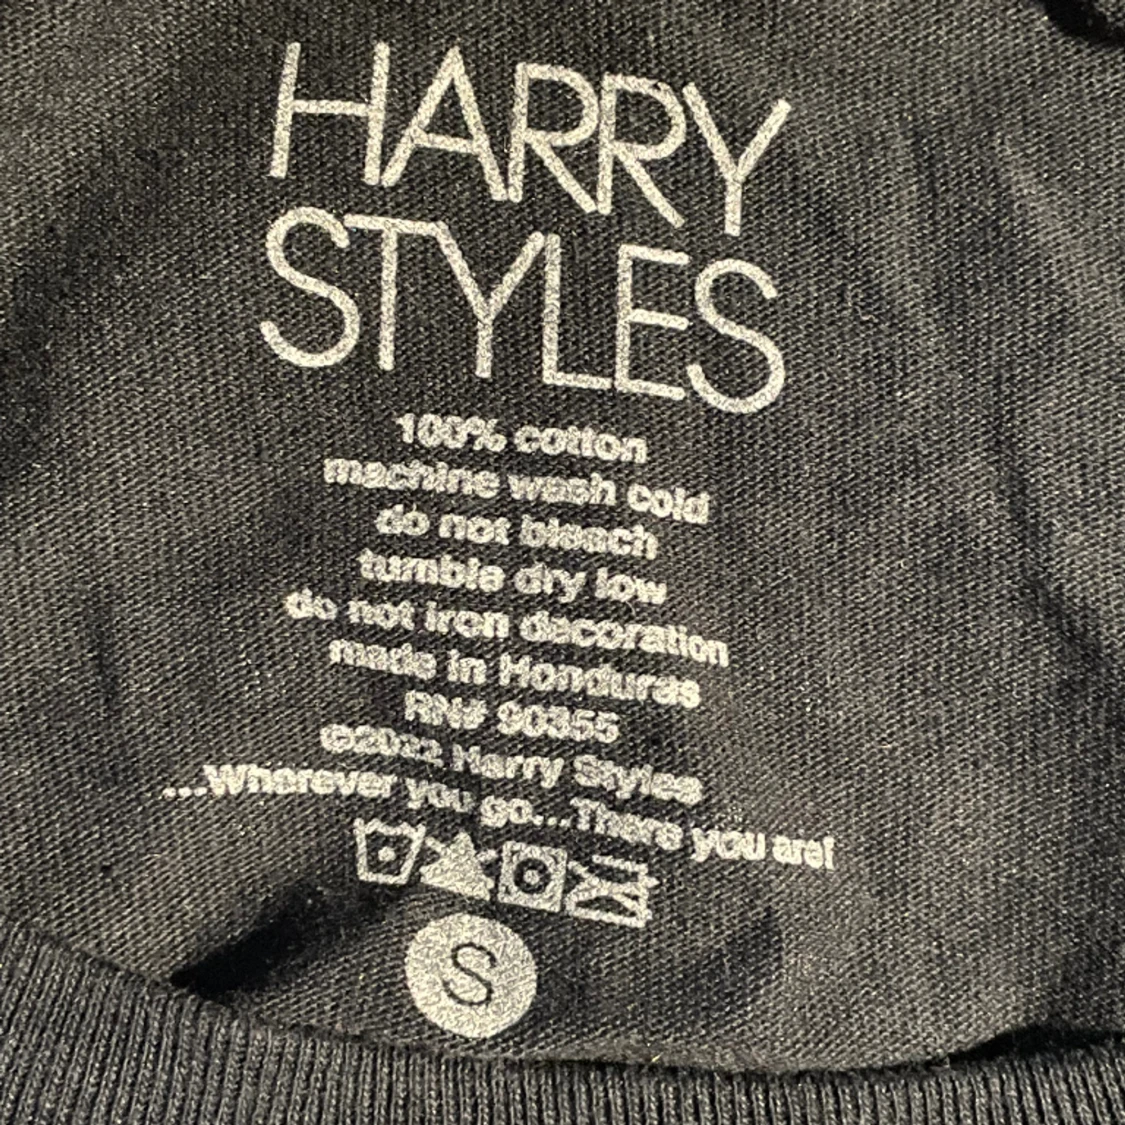 HARRY
STYLES
100% cotton
machine wash cold
do not bleach
tumble dry low
do not iron decoration
made in Honduras
RN# 90355
©2022 Harry Styles
...Wherever you go...There you are!
S